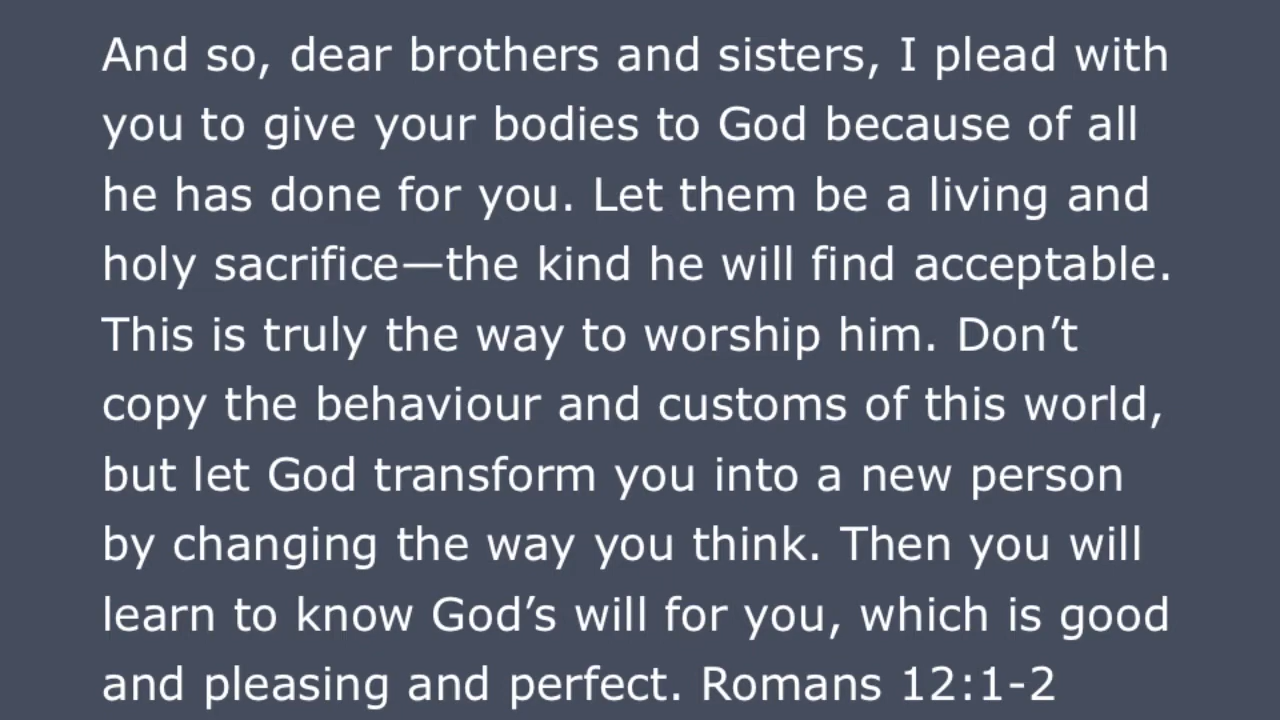 And so, dear brothers and sisters, I plead with
you to give your bodies to God because of all
he has done for you. Let them be a living and
holy sacrifice—the kind he will find acceptable.
This is truly the way to worship him. Don’t
copy the behaviour and customs of this world,
but let God transform you into a new person
by changing the way you think. Then you will
learn to know God’s will for you, which is good
and pleasing and perfect. Romans 12:1-2